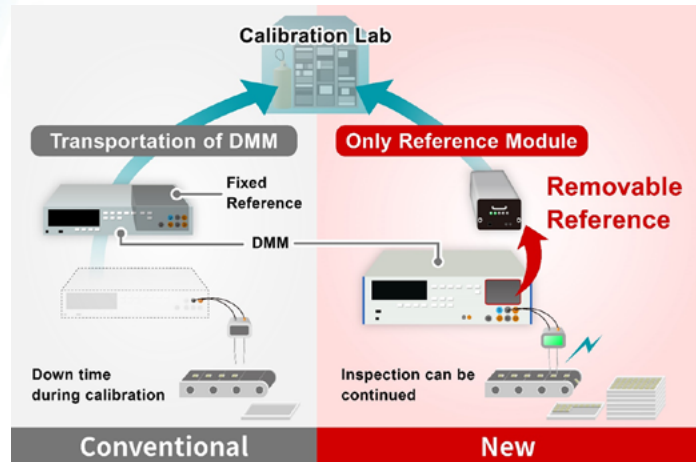 Calibration Lab
Transportation of DMM
Only Reference Module
Fixed
Reference
Removable
Reference
DMM
Down time
during calibration
Inspection can be
continued
Conventional
New